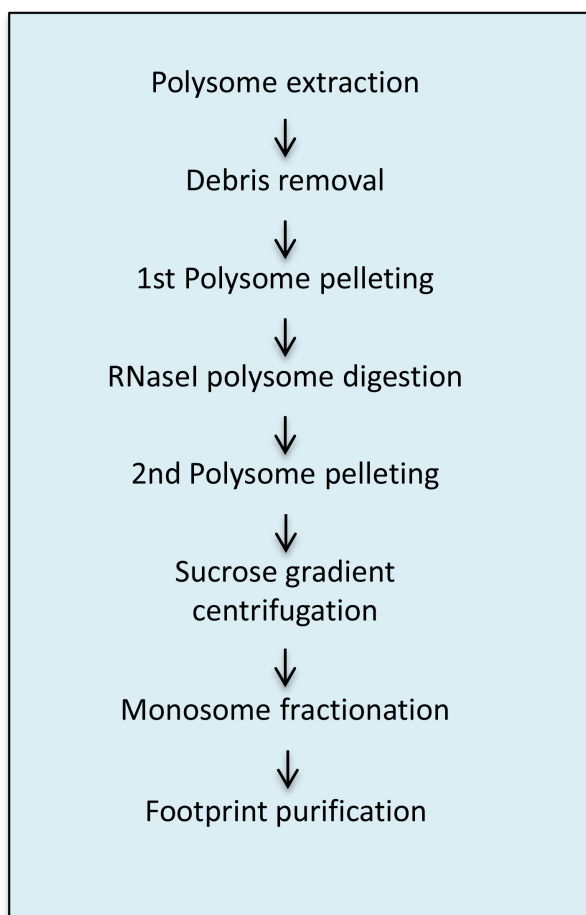 Polysome extraction
Debris removal
1st Polysome pelleting
RNaseI polysome digestion
2nd Polysome pelleting
Sucrose gradient
centrifugation
Monosome fractionation
Footprint purification